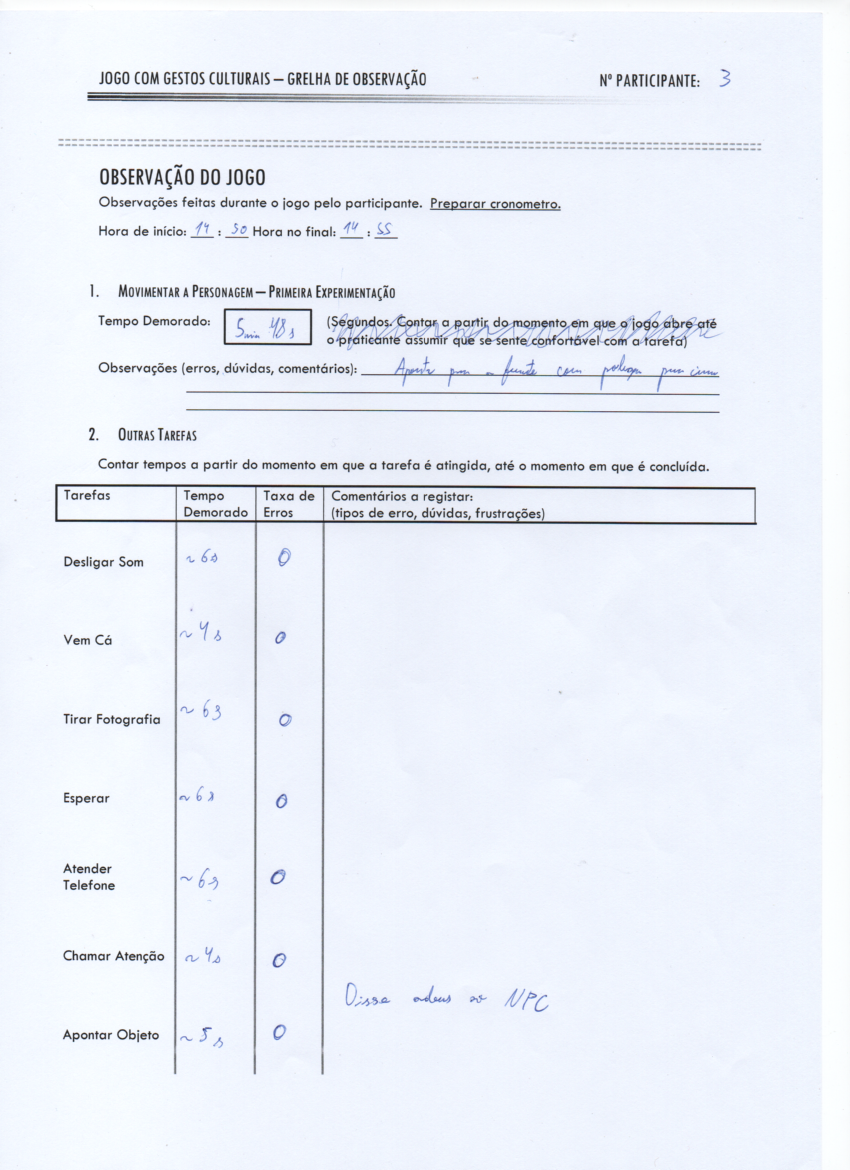 JOGO COM GESTOS CULTURAIS – GRELHA DE OBSERVAÇÃO Nº PARTICIPANTE: 3
OBSERVAÇÃO DO JOGO
Observações feitas durante o jogo pelo participante. Preparar cronometro.
Hora de início: 14 : 50 Hora no final: 14 : 55
1. MOVIMENTAR A PERSONAGEM – PRIMEIRA EXPERIMENTAÇÃO
Tempo Demorado: 5min 48s (Segundos. Contar a partir do momento em que o jogo abre até
o praticante assumir que se sente confortável com a tarefa)
Observações (erros, dúvidas, comentários): Aponta para a frente com polegar para cima
2. OUTRAS TAREFAS
Contar tempos a partir do momento em que a tarefa é atingida, até o momento em que é concluída.
Tarefas Tempo Demorado Taxa de Erros Comentários a registar:
(tipos de erro, dúvidas, frustrações)
Desligar Som ~6s 0
Vem Cá ~4s 0
Tirar Fotografia ~6s 0
Esperar ~6s 0
Atender
Telefone ~6s 0
Chamar Atenção ~4s 0
Disse adeus ao NPC
Apontar Objeto ~5s 0